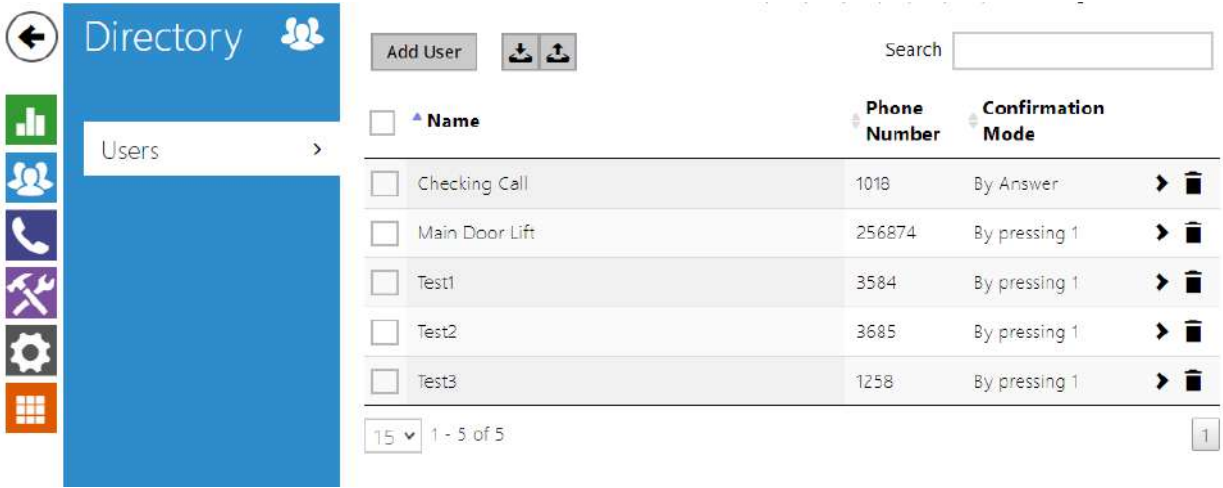 Directory
Users
Add User
Search
Name Phone Number Confirmation Mode
Checking Call 1018 By Answer
Main Door Lift 256874 By pressing 1
Test1 3584 By pressing 1
Test2 3685 By pressing 1
Test3 1258 By pressing 1
15 1 - 5 of 5 1